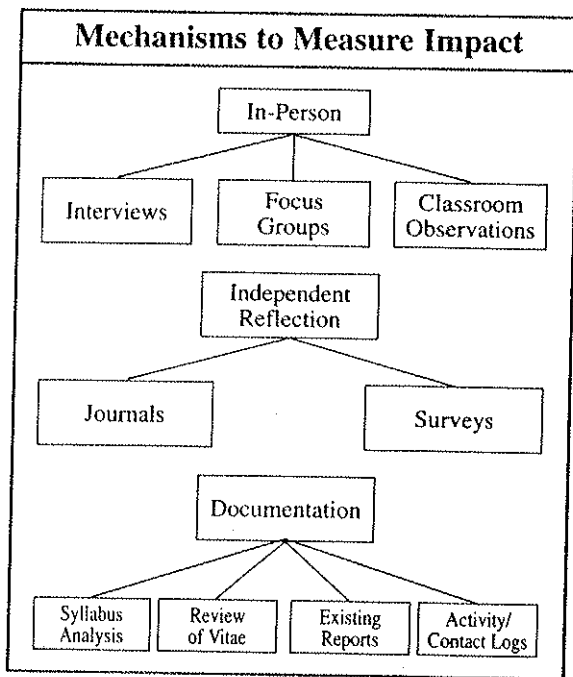 Mechanisms to Measure Impact
In-Person
Interviews
Focus
Groups
Classroom
Observations
Independent
Reflection
Journals
Surveys
Documentation
Syllabus
Analysis
Review
of Vitae
Existing
Reports
Activity/
Contact Logs